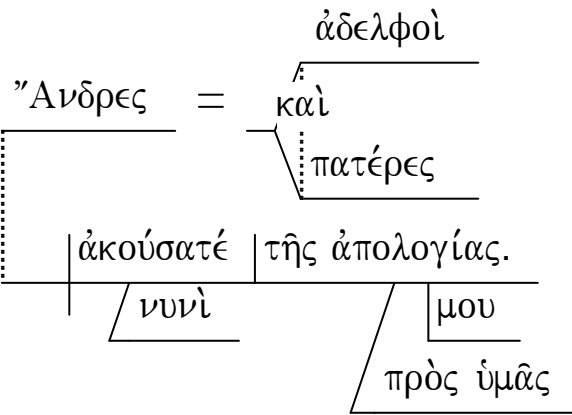 ἀδελφοὶ
Ἄνδρες = καὶ
πατέρες
ἀκούσατέ τῆς ἀπολογίας.
νυνὶ μου
πρὸς ὑμᾶς